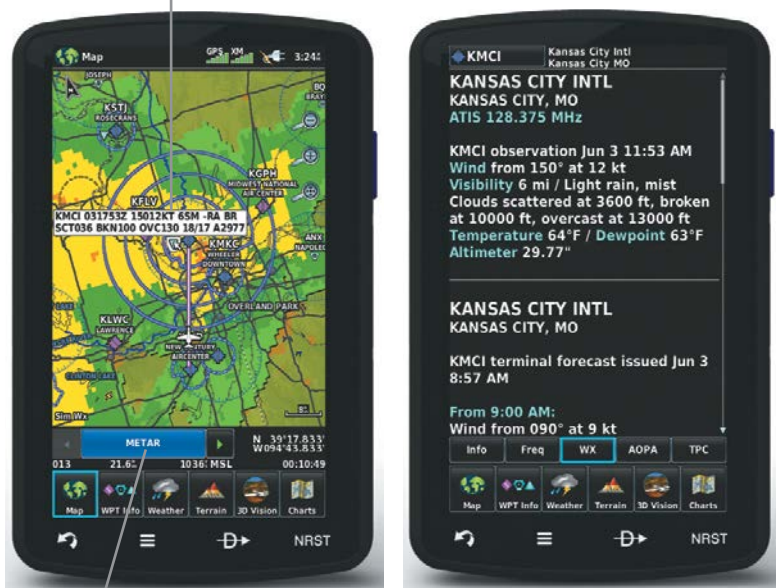 Map
GPS XM
3:24
JOSEPH
KSTJ
ROSECRANS
KGPH
MIDWEST NATIONAL
AIR CENTER
KFLV
KMCI 031753Z 15012KT 6SM -RA BR
SCT036 BKN100 OVC130 18/17 A2977
KMKC
WHEELER
DOWNTOWN
OVERLAND PARK
KLWC
LAWRENCE
NEW CENTURY
AIRCENTER
CLINTON LAKE
Sim Wx
METAR
N 39°17.833'
W094°43.833'
013
21.6
1036 MSL
00:10:49
Map WPT Info Weather Terrain 3D Vision Charts
NRST
KMCI
Kansas City Intl
Kansas City MO
KANSAS CITY INTL
KANSAS CITY, MO
ATIS 128.375 MHz
KMCI observation Jun 3 11:53 AM
Wind from 150° at 12 kt
Visibility 6 mi / Light rain, mist
Clouds scattered at 3600 ft, broken
at 10000 ft, overcast at 13000 ft
Temperature 64°F / Dewpoint 63°F
Altimeter 29.77"
KANSAS CITY INTL
KANSAS CITY, MO
KMCI terminal forecast issued Jun 3
8:57 AM
From 9:00 AM:
Wind from 090° at 9 kt
Info Freq WX AOPA TPC
Map WPT Info Weather Terrain 3D Vision Charts
NRST